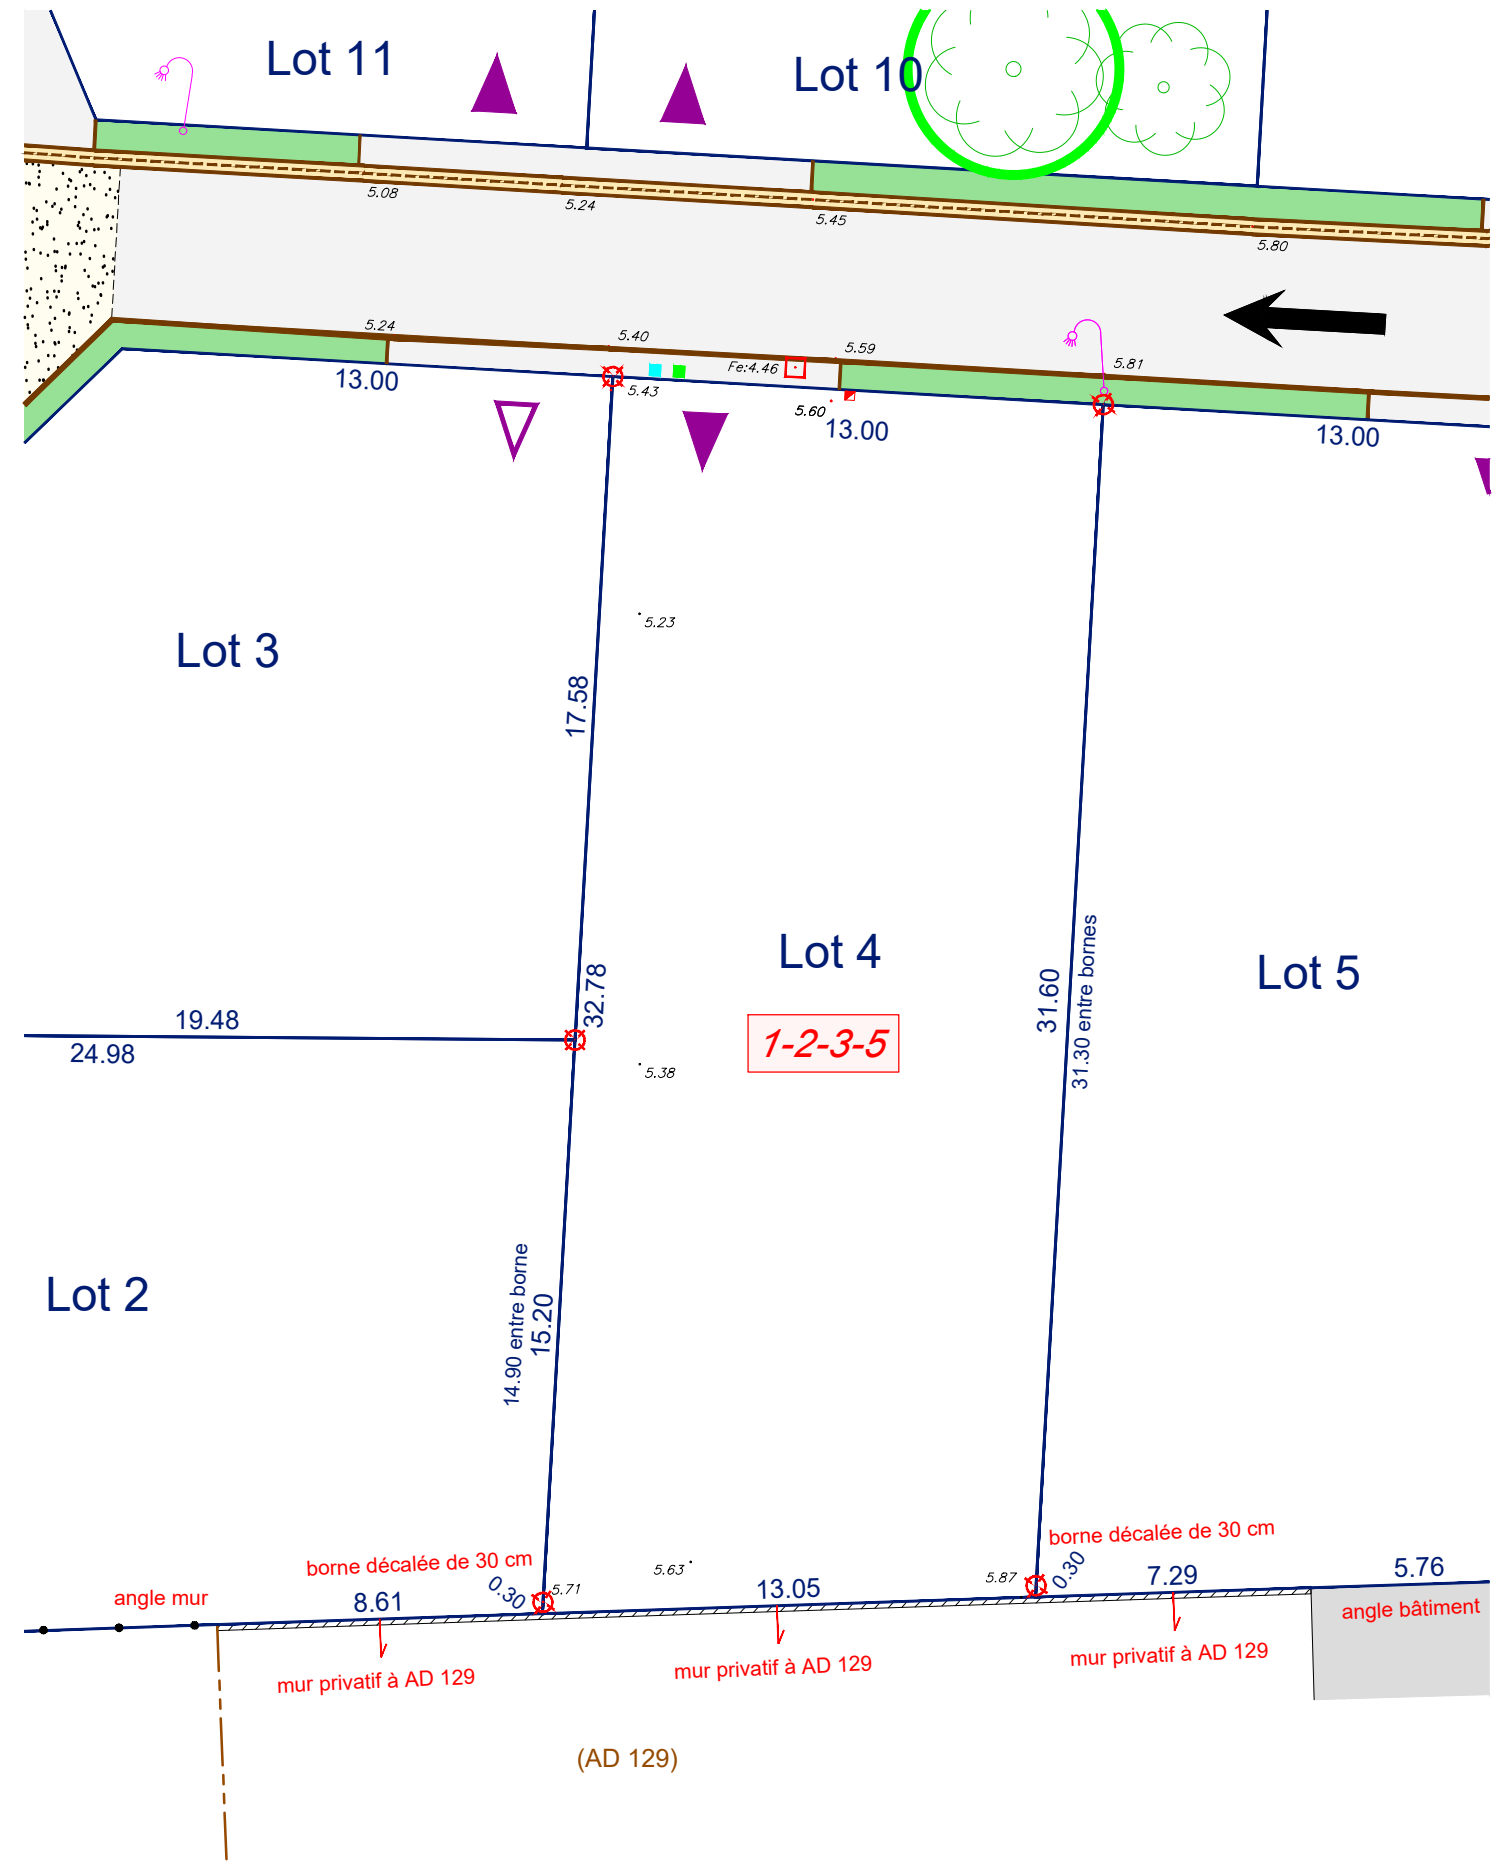 Lot 11
Lot 10
5.08
5.24
5.45
5.80
5.24
5.40
5.59
5.81
Fe:4.46
13.00
5.43
5.60
13.00
13.00
5.23
Lot 3
17.58
Lot 4
32.78
31.60
31.30 entre bornes
Lot 5
19.48
24.98
1-2-3-5
5.38
Lot 2
14.90 entre borne
15.20
borne décalée de 30 cm
borne décalée de 30 cm
5.63
5.87
0.30
7.29
5.76
angle mur
8.61
0.30
5.71
13.05
angle bâtiment
mur privatif à AD 129
mur privatif à AD 129
mur privatif à AD 129
(AD 129)